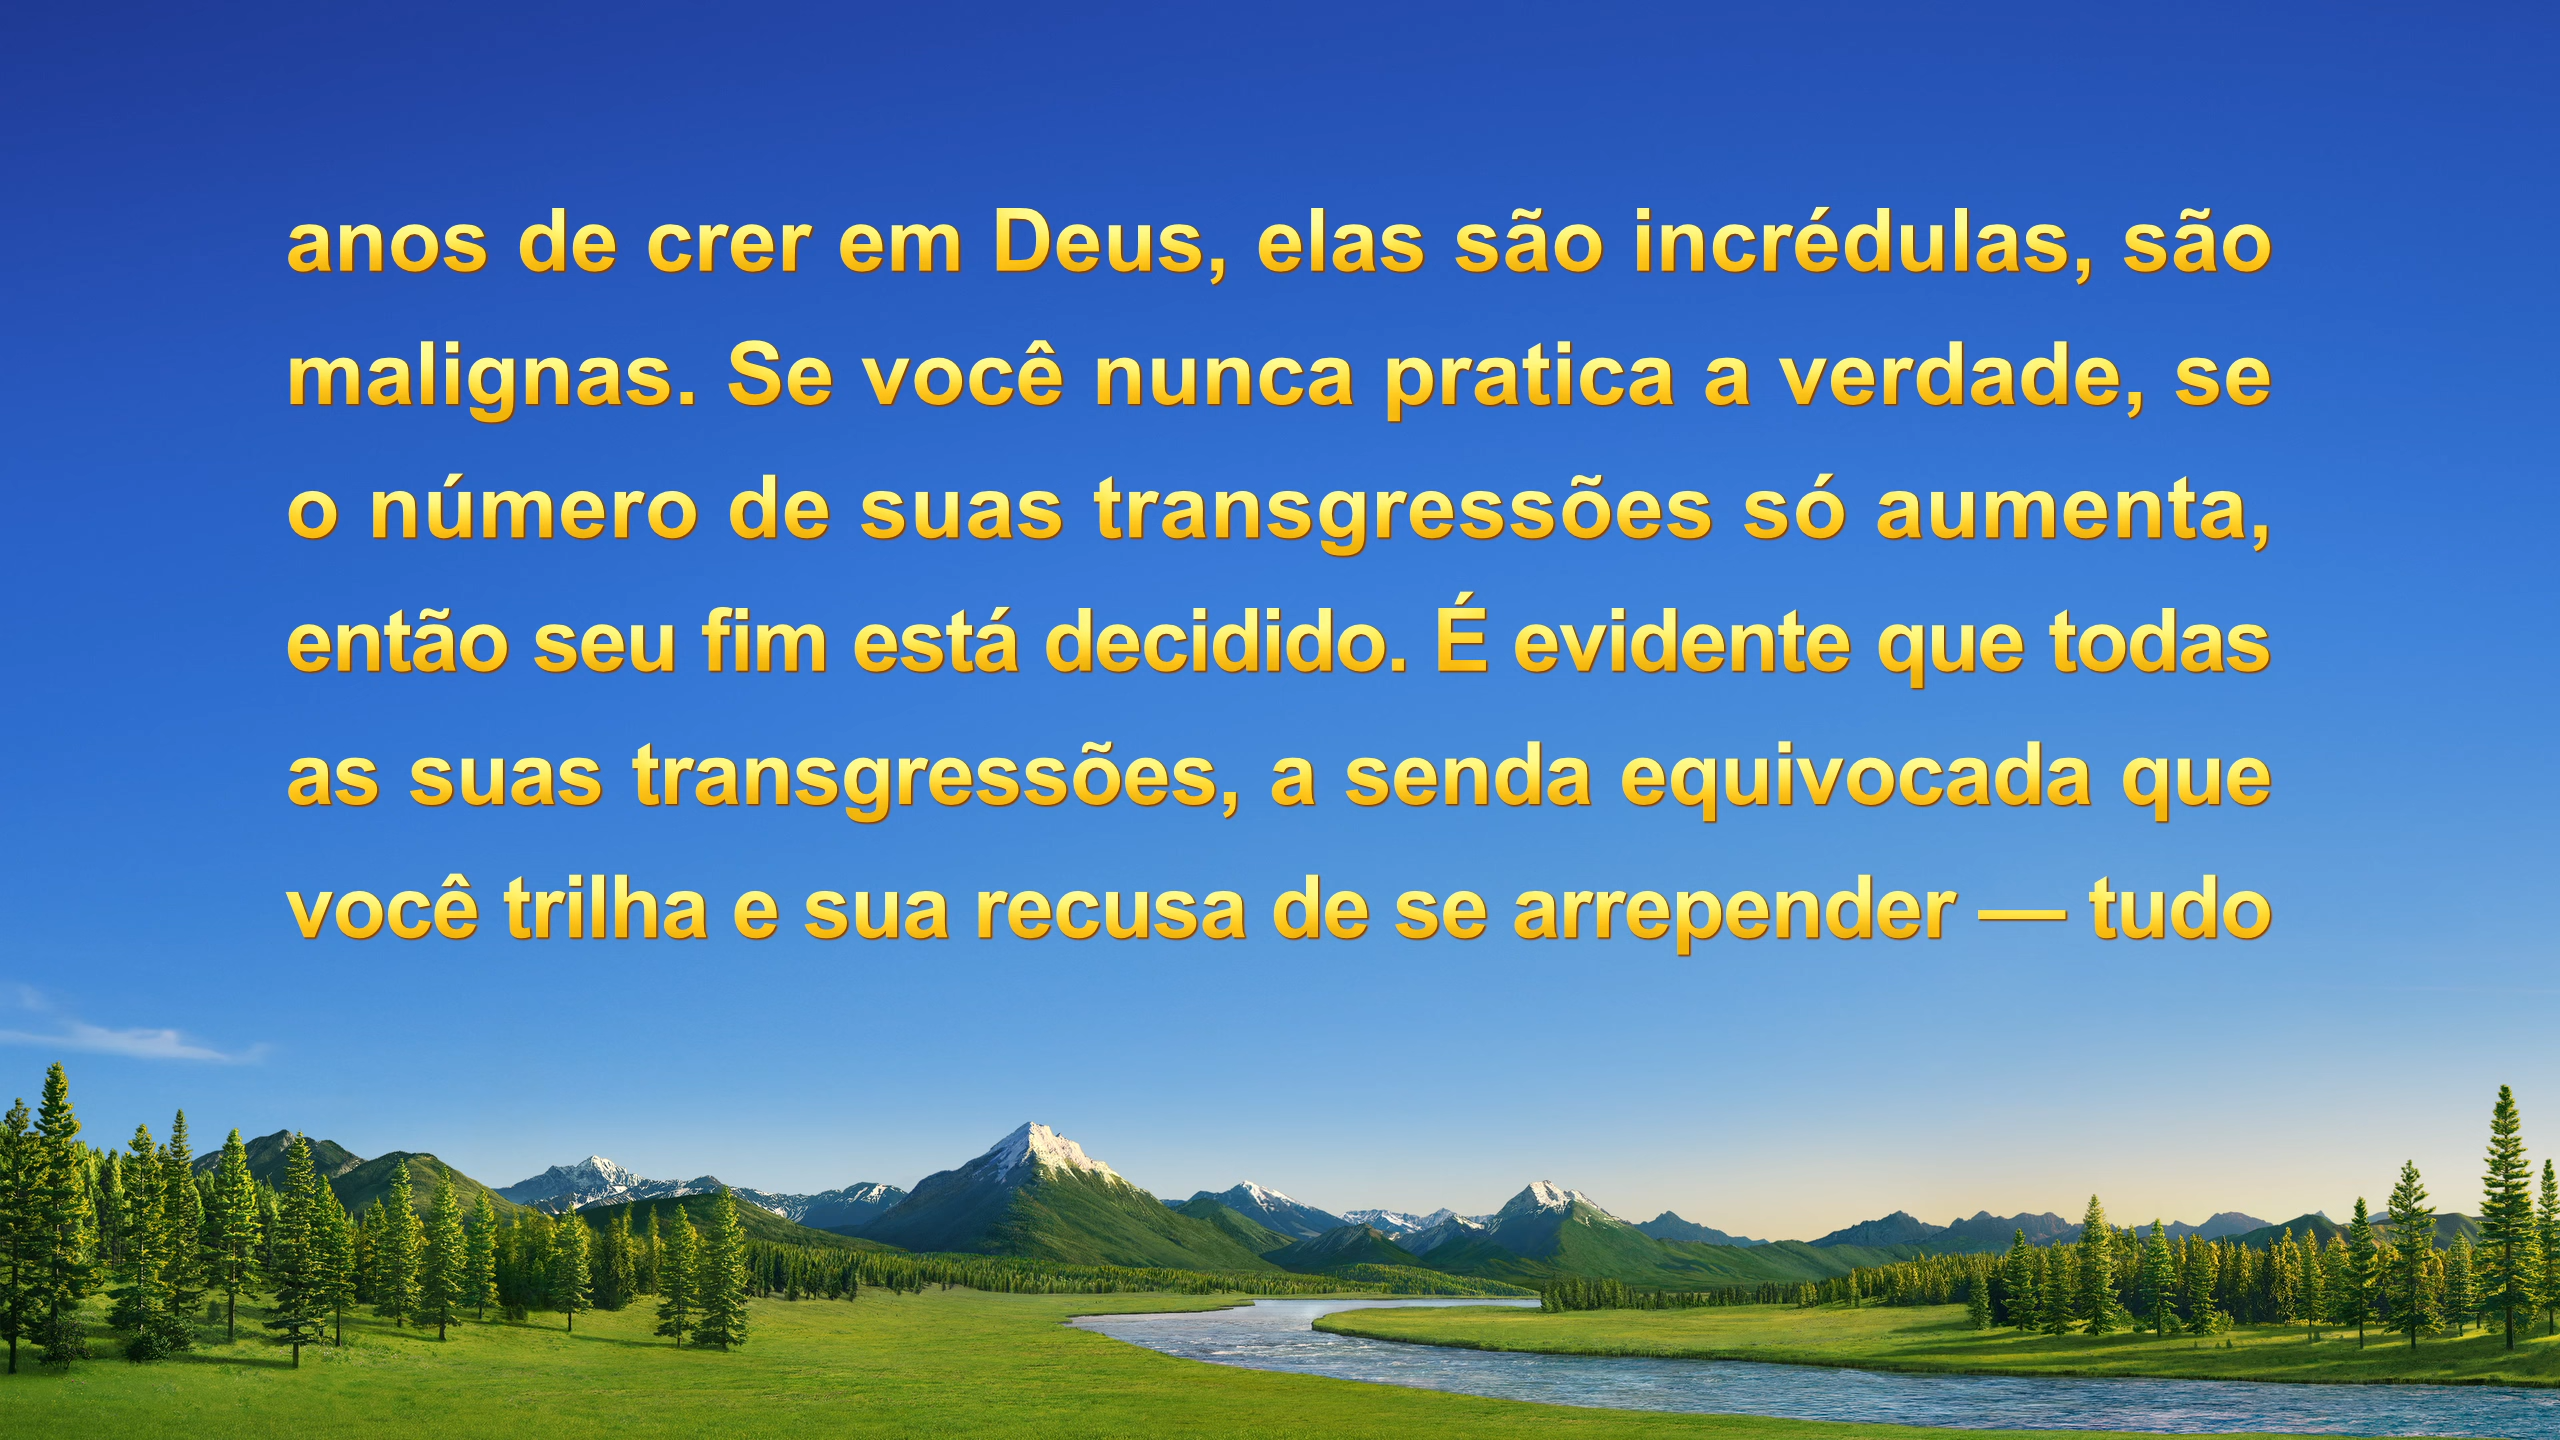 anos de crer em Deus, elas são incrédulas, são
malignas. Se você nunca pratica a verdade, se
o número de suas transgressões só aumenta,
então seu fim está decidido. É evidente que todas
as suas transgressões, a senda equivocada que
você trilha e sua recusa de se arrepender — tudo